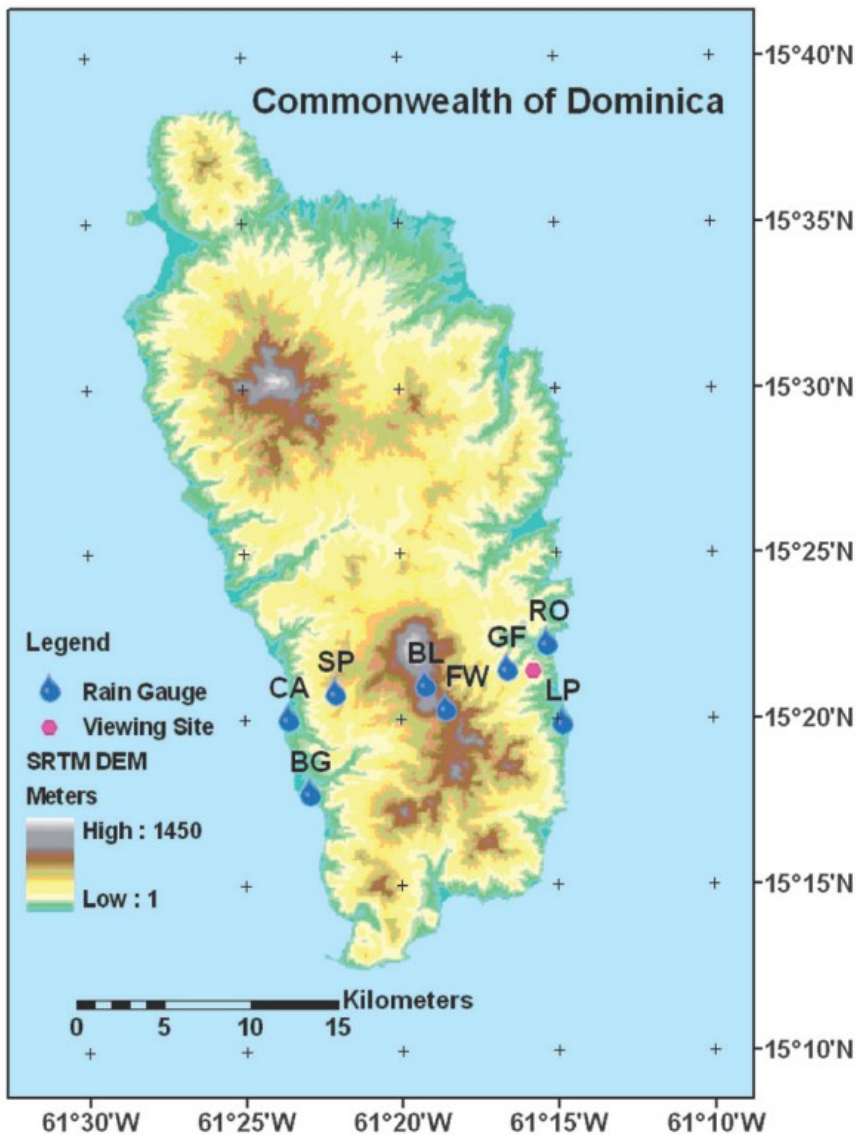 Commonwealth of Dominica
15°40'N
15°35'N
15°30'N
15°25'N
RO
GF
BL
SP
FW
LP
CA
BG
Legend
Rain Gauge
Viewing Site
SRTM DEM
Meters
High : 1450
Low : 1
15°20'N
15°15'N
Kilometers
0 5 10 15
15°10'N
61°30'W 61°25'W 61°20'W 61°15'W 61°10'W